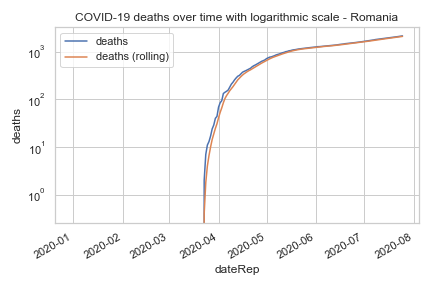 COVID-19 deaths over time with logarithmic scale - Romania
deaths
deaths (rolling)
10³
10²
10¹
10⁰
deaths
2020-01
2020-02
2020-03
2020-04
2020-05
2020-06
2020-07
2020-08
dateRep